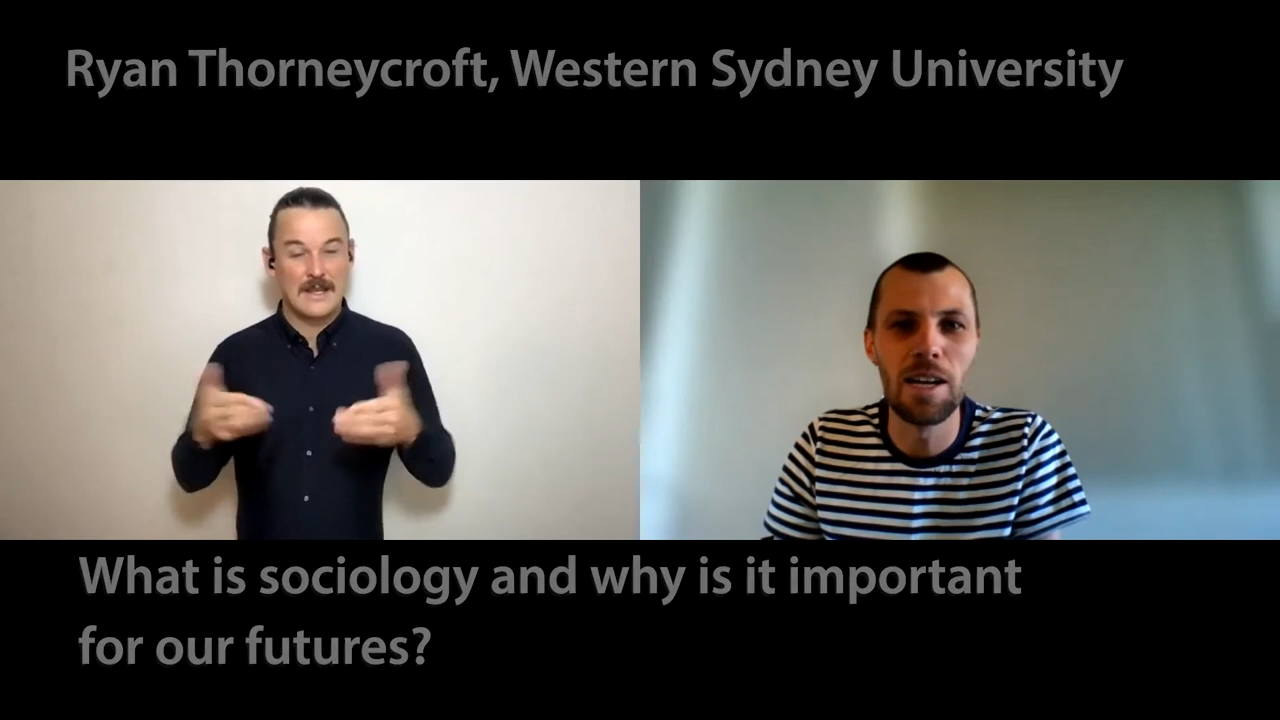 Ryan Thorneycroft, Western Sydney University
What is sociology and why is it important
for our futures?